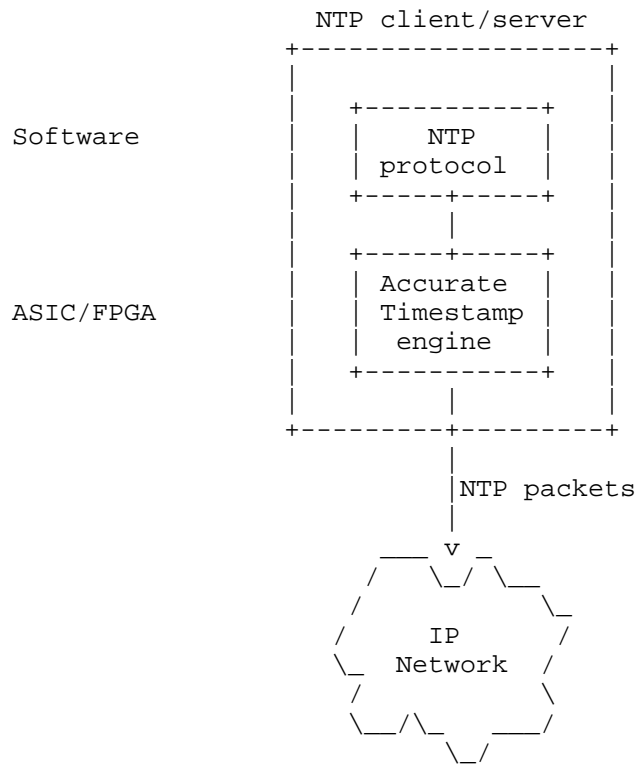 NTP client/server
Software
NTP
protocol
ASIC/FPGA
Accurate
Timestamp
engine
NTP packets
IP
Network